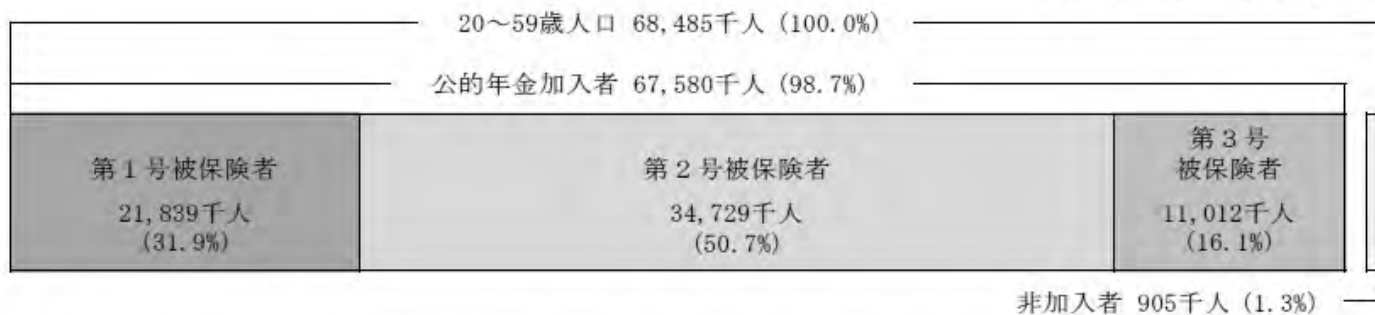 20～59歳人口 68,485千人 (100.0%)
公的年金加入者 67,580千人 (98.7%)
第1号被保険者
21,839千人
(31.9%)
第2号被保険者
34,729千人
(50.7%)
第3号
被保険者
11,012千人
(16.1%)
非加入者 905千人 (1.3%)